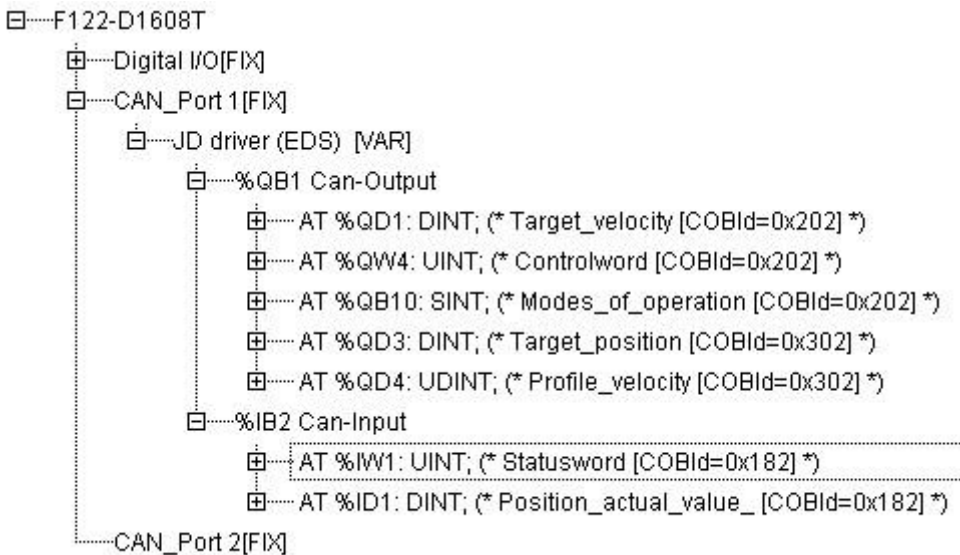 F122-D1608T
Digital I/O[FIX]
CAN_Port 1[FIX]
JD driver (EDS) [VAR]
%QB1 Can-Output
AT %QD1: DINT; (* Target_velocity [COBId=0x202] *)
AT %QW4: UINT; (* Controlword [COBId=0x202] *)
AT %QB10: SINT; (* Modes_of_operation [COBId=0x202] *)
AT %QD3: DINT; (* Target_position [COBId=0x302] *)
AT %QD4: UDINT; (* Profile_velocity [COBId=0x302] *)
%IB2 Can-Input
AT %IW1: UINT; (* Statusword [COBId=0x182] *)
AT %ID1: DINT; (* Position_actual_value_ [COBId=0x182] *)
CAN_Port 2[FIX]